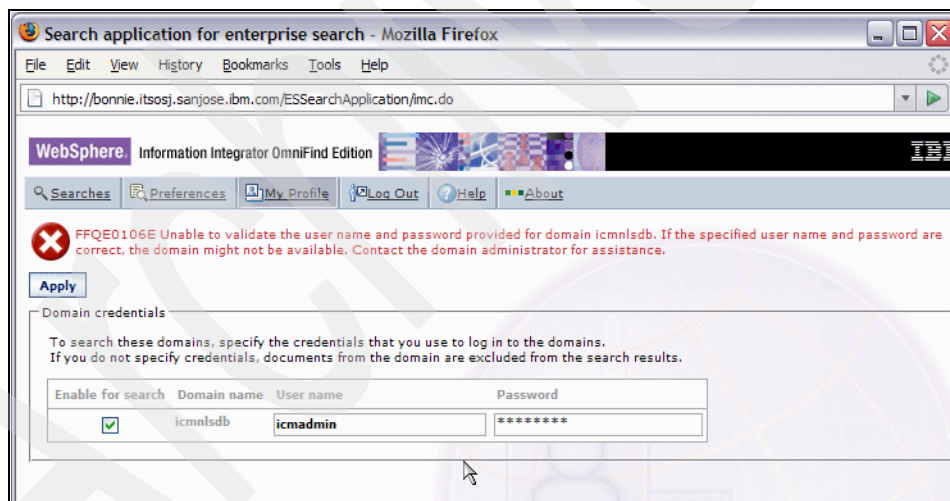 Search application for enterprise search - Mozilla Firefox
File Edit View History Bookmarks Tools Help
http://bonnie.itsosj.sanjose.ibm.com/ESSearchApplication/imc.do
WebSphere. Information Integrator OmniFind Edition
Searches Preferences My Profile Log Out Help About
FFQE0106E Unable to validate the user name and password provided for domain icmnlsdb. If the specified user name and password are
correct, the domain might not be available. Contact the domain administrator for assistance.
Apply
Domain credentials
To search these domains, specify the credentials that you use to log in to the domains.
If you do not specify credentials, documents from the domain are excluded from the search results.
Enable for search Domain name User name Password
icmnlsdb icmadmin ********